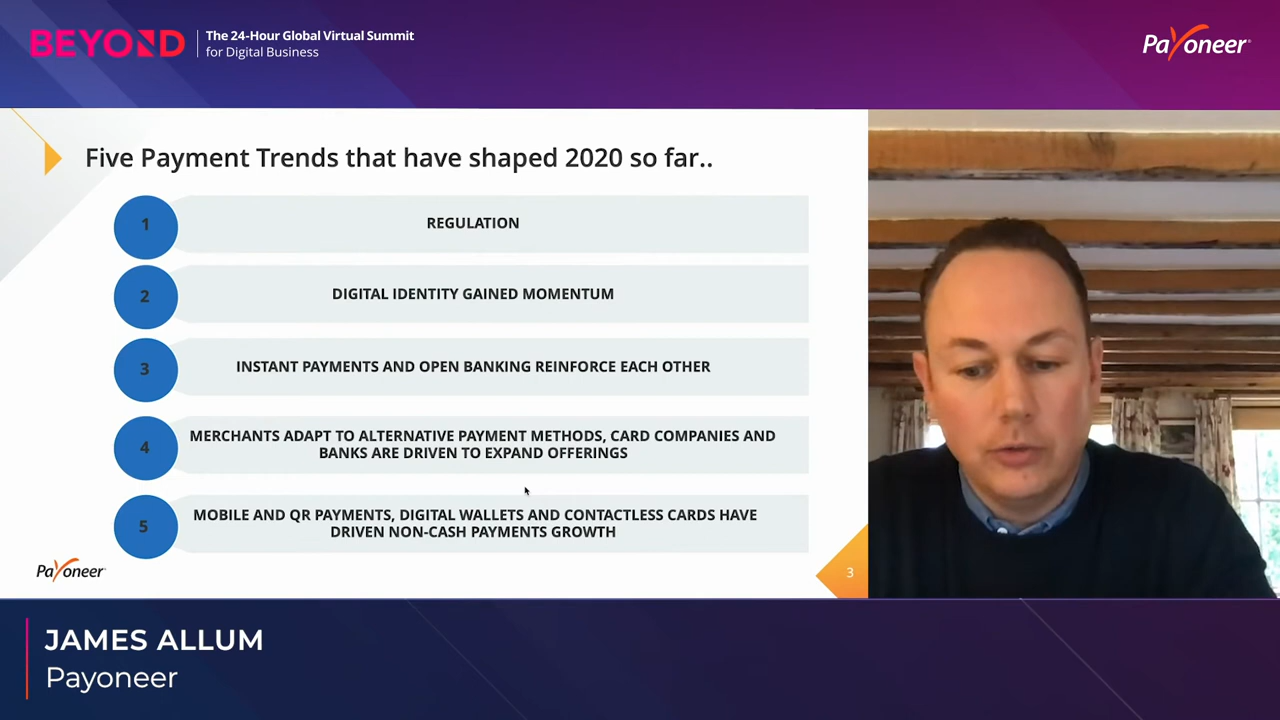 BEYOND
The 24-Hour Global Virtual Summit
for Digital Business
Payoneer
Five Payment Trends that have shaped 2020 so far..
1
REGULATION
2
DIGITAL IDENTITY GAINED MOMENTUM
3
INSTANT PAYMENTS AND OPEN BANKING REINFORCE EACH OTHER
4
MERCHANTS ADAPT TO ALTERNATIVE PAYMENT METHODS, CARD COMPANIES AND
BANKS ARE DRIVEN TO EXPAND OFFERINGS
5
MOBILE AND QR PAYMENTS, DIGITAL WALLETS AND CONTACTLESS CARDS HAVE
DRIVEN NON-CASH PAYMENTS GROWTH
Payoneer
3
JAMES ALLUM
Payoneer